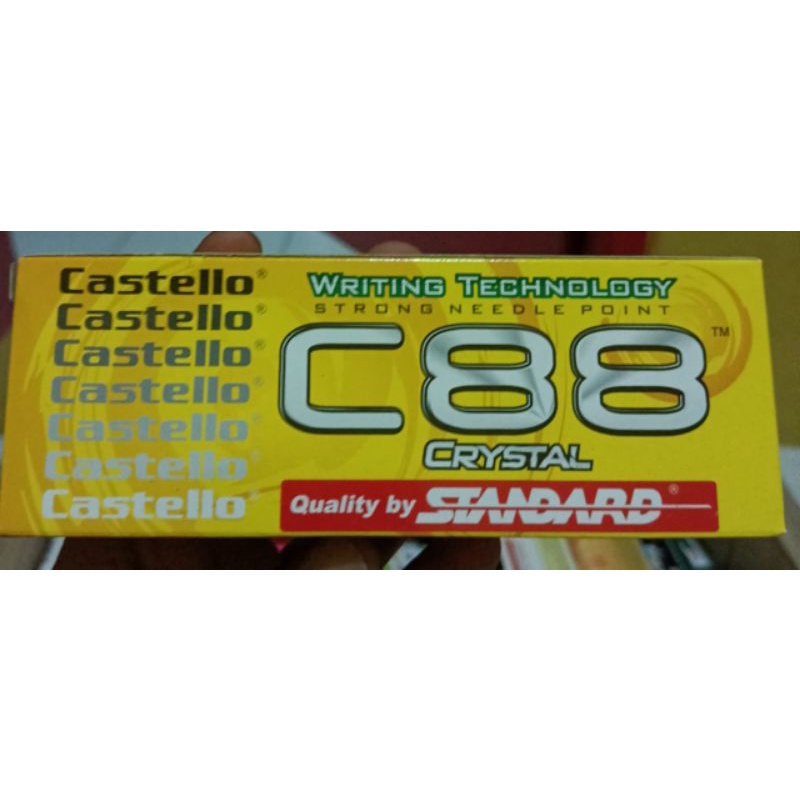 Castello®
Castello®
Castello®
Castello®
Castello®
Castello®
Castello®
WRITING TECHNOLOGY
STRONG NEEDLE POINT
C88™
CRYSTAL
Quality by STANDARD®